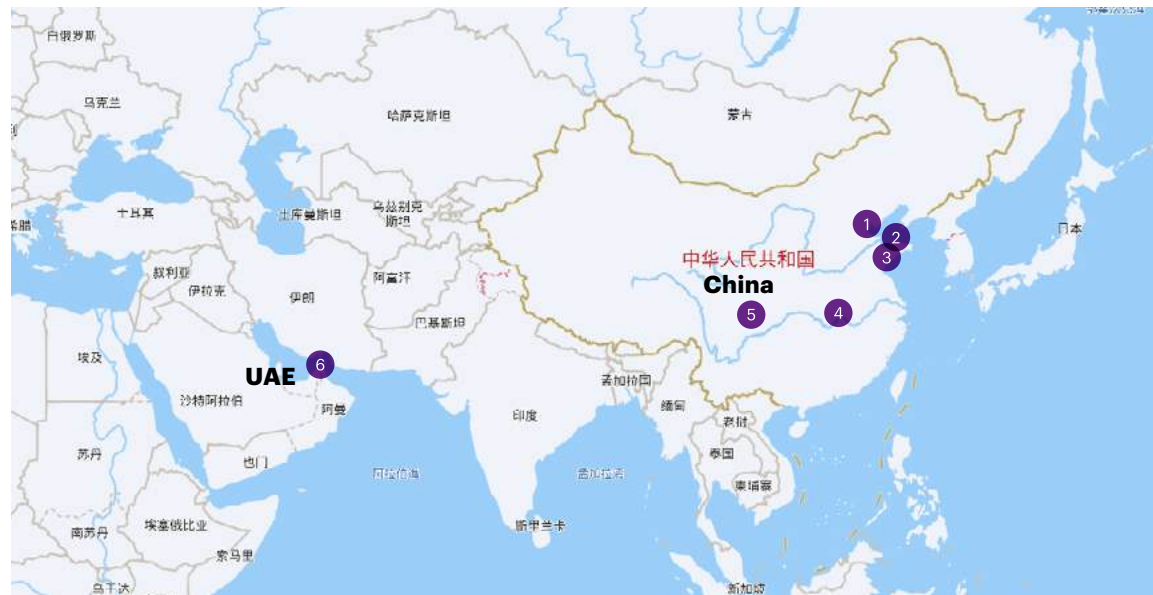 白俄罗斯
乌克兰
哈萨克斯坦
蒙古
土耳其
土库曼斯坦
乌兹别克
斯坦
希腊
日本
中华人民共和国
China
叙利亚
伊拉克
伊朗
阿富汗
巴基斯坦
1
2
3
4
5
6
UAE
埃及
沙特阿拉伯
阿曼
孟加拉国
印度
缅甸
老挝
泰国
柬埔寨
苏丹
也门
阿拉伯海
孟加拉湾
南苏丹
埃塞俄比亚
索马里
斯里兰卡
乌干达
新加坡